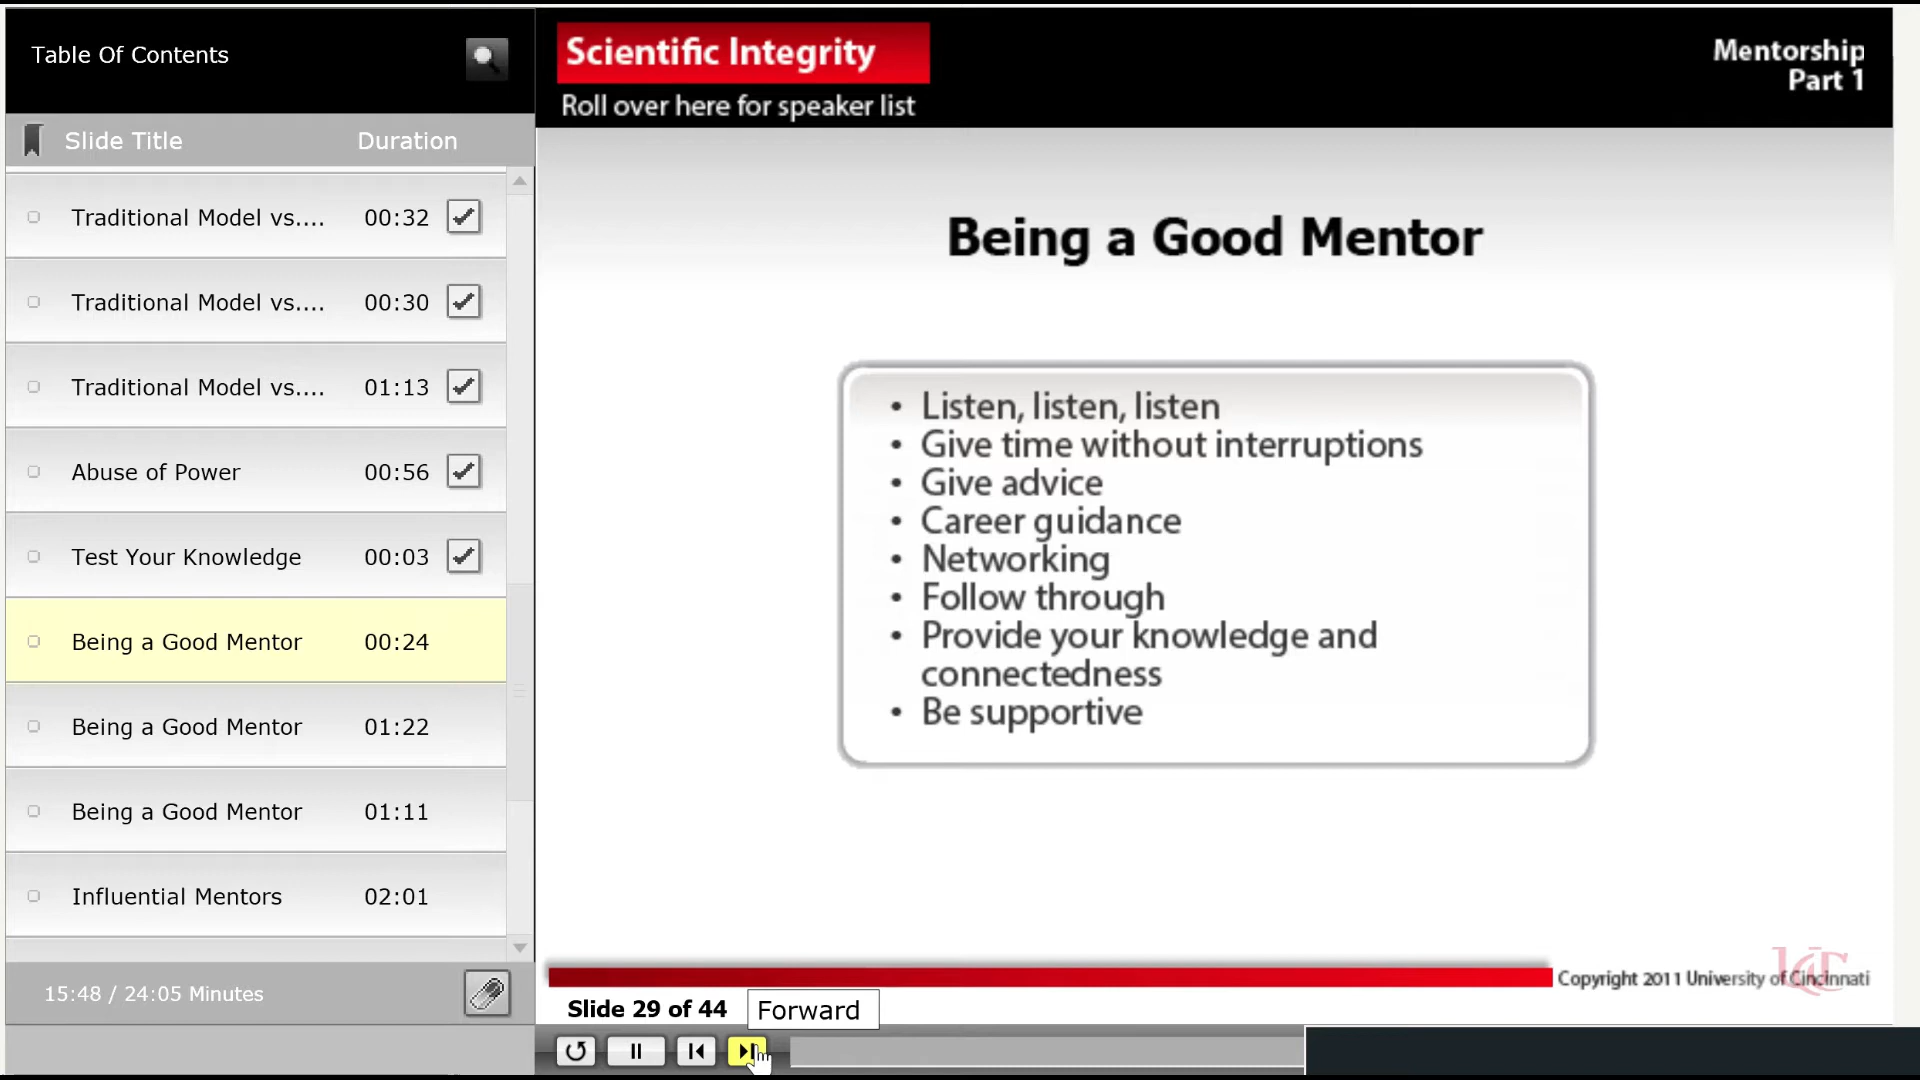 Table Of Contents
Slide Title Duration
Traditional Model vs.... 00:32
Traditional Model vs.... 00:30
Traditional Model vs.... 01:13
Abuse of Power 00:56
Test Your Knowledge 00:03
Being a Good Mentor 00:24
Being a Good Mentor 01:22
Being a Good Mentor 01:11
Influential Mentors 02:01
15:48 / 24:05 Minutes
Scientific Integrity
Roll over here for speaker list
Mentorship
Part 1
Being a Good Mentor
• Listen, listen, listen
• Give time without interruptions
• Give advice
• Career guidance
• Networking
• Follow through
• Provide your knowledge and
connectedness
• Be supportive
UC
Copyright 2011 University of Cincinnati
Slide 29 of 44
Forward